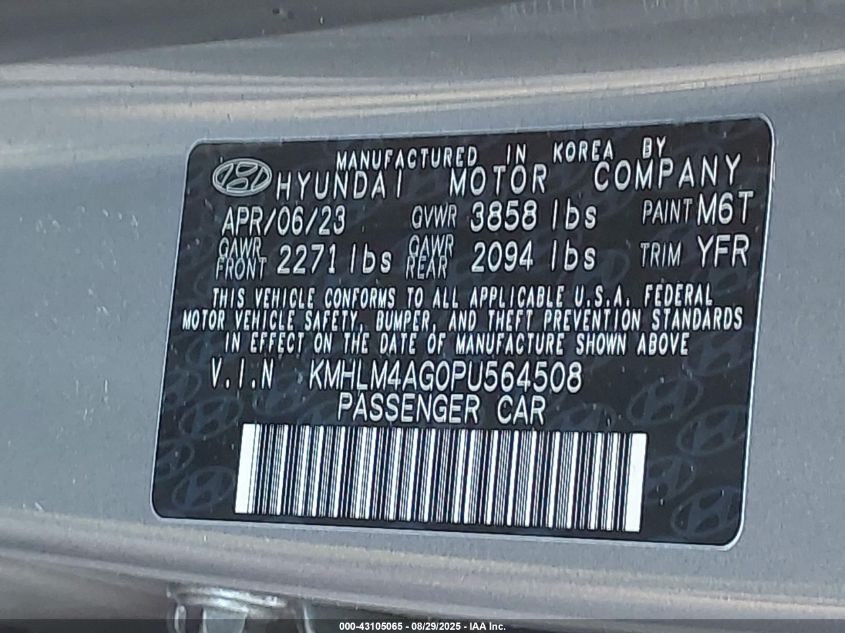 MANUFACTURED IN KOREA BY
HYUNDAI MOTOR COMPANY
APR/06/23 GVWR 3858 lbs PAINT M6T
GAWR FRONT 2271 lbs GAWR REAR 2094 lbs TRIM YFR
THIS VEHICLE CONFORMS TO ALL APPLICABLE U.S.A. FEDERAL
MOTOR VEHICLE SAFETY, BUMPER, AND THEFT PREVENTION STANDARDS
IN EFFECT ON THE DATE OF MANUFACTURE SHOWN ABOVE
V.I.N KMHLM4AG0PU564508
PASSENGER CAR
000-43105065 - 08/29/2025 - IAA Inc.